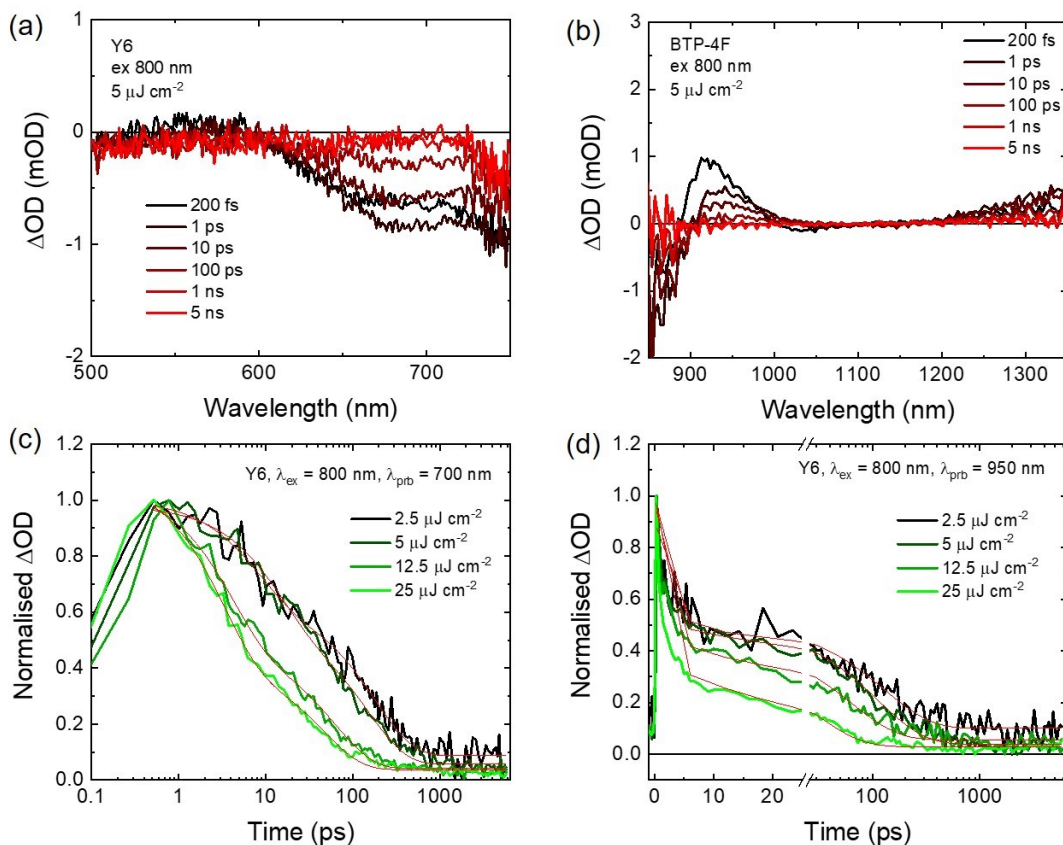 (a)
Y6
ex 800 nm
5 µJ cm⁻²
200 fs
1 ps
10 ps
100 ps
1 ns
5 ns
ΔOD (mOD)
1
0
-1
-2
500
600
700
Wavelength (nm)
(b)
BTP-4F
ex 800 nm
5 µJ cm⁻²
200 fs
1 ps
10 ps
100 ps
1 ns
5 ns
ΔOD (mOD)
3
2
1
0
-1
-2
900
1000
1100
1200
1300
Wavelength (nm)
(c)
Y6, λex = 800 nm, λprb = 700 nm
2.5 µJ cm⁻²
5 µJ cm⁻²
12.5 µJ cm⁻²
25 µJ cm⁻²
Normalised ΔOD
1.2
1.0
0.8
0.6
0.4
0.2
0.0
0.1
1
10
100
1000
Time (ps)
(d)
Y6, λex = 800 nm, λprb = 950 nm
2.5 µJ cm⁻²
5 µJ cm⁻²
12.5 µJ cm⁻²
25 µJ cm⁻²
Normalised ΔOD
1.2
1.0
0.8
0.6
0.4
0.2
0.0
0
10
20
100
1000
Time (ps)